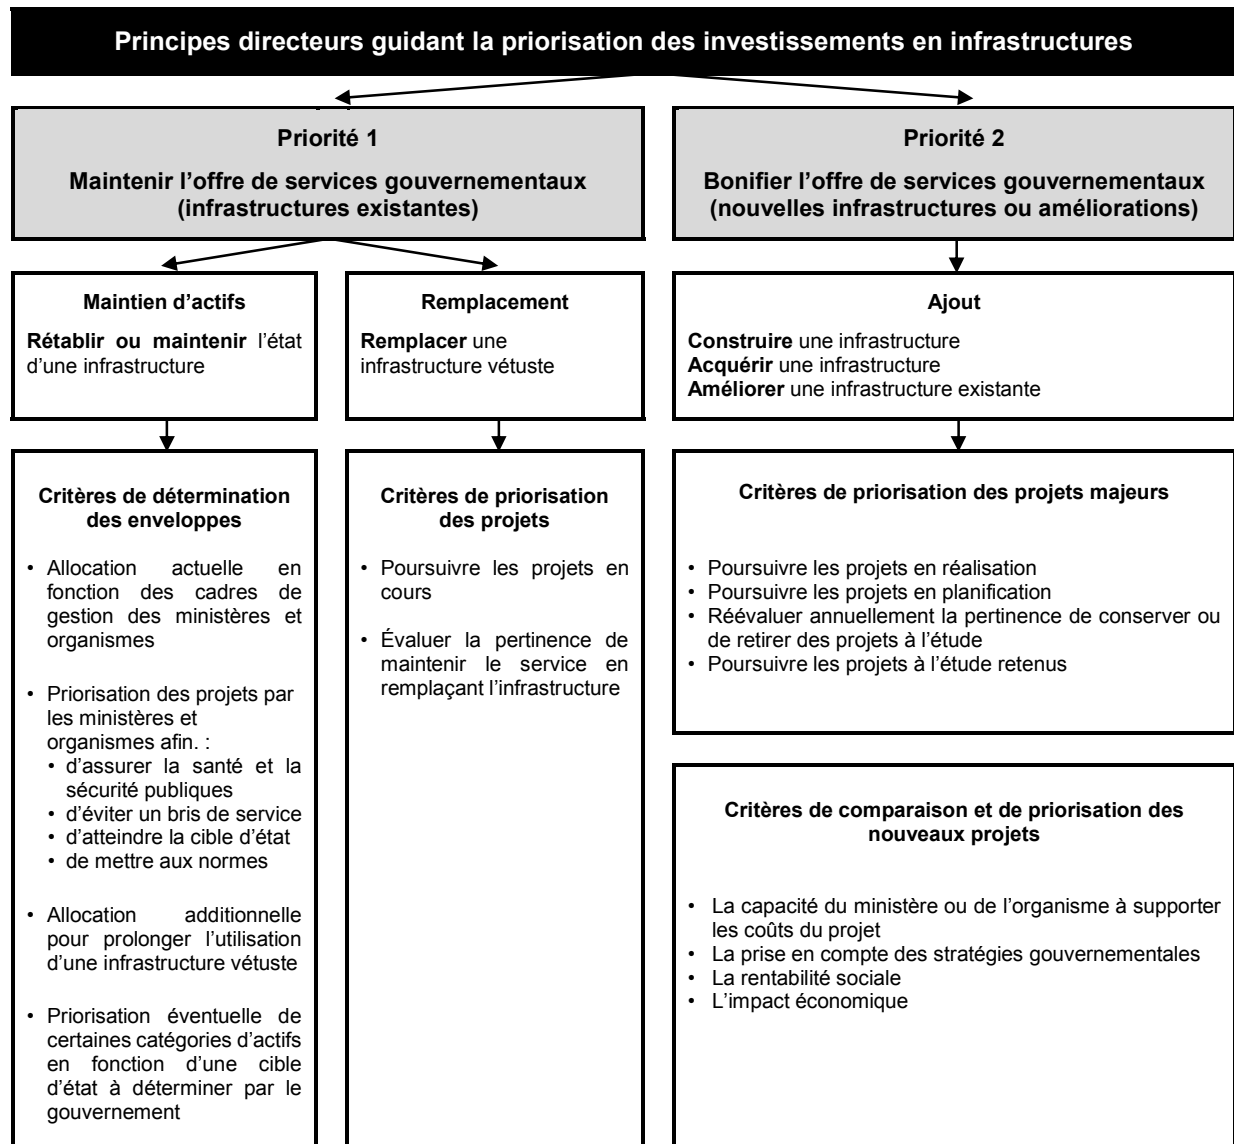 Principes directeurs guidant la priorisation des investissements en infrastructures
Priorité 1
Maintenir l’offre de services gouvernementaux
(infrastructures existantes)
Priorité 2
Bonifier l’offre de services gouvernementaux
(nouvelles infrastructures ou améliorations)
Maintien d’actifs
Rétablir ou maintenir l’état
d’une infrastructure
Remplacement
Remplacer une
infrastructure vétuste
Ajout
Construire une infrastructure
Acquérir une infrastructure
Améliorer une infrastructure existante
Critères de détermination
des enveloppes
• Allocation actuelle en
fonction des cadres de
gestion des ministères et
organismes
• Priorisation des projets par
les ministères et
organismes afin. :
• d’assurer la santé et la
sécurité publiques
• d’éviter un bris de service
• d’atteindre la cible d’état
• de mettre aux normes
• Allocation additionnelle
pour prolonger l’utilisation
d’une infrastructure vétuste
• Priorisation éventuelle de
certaines catégories d’actifs
en fonction d’une cible
d’état à déterminer par le
gouvernement
Critères de priorisation
des projets
• Poursuivre les projets en
cours
• Évaluer la pertinence de
maintenir le service en
remplaçant l’infrastructure
Critères de priorisation des projets majeurs
• Poursuivre les projets en réalisation
• Poursuivre les projets en planification
• Réévaluer annuellement la pertinence de conserver ou
de retirer des projets à l’étude
• Poursuivre les projets à l’étude retenus
Critères de comparaison et de priorisation des
nouveaux projets
• La capacité du ministère ou de l’organisme à supporter
les coûts du projet
• La prise en compte des stratégies gouvernementales
• La rentabilité sociale
• L’impact économique